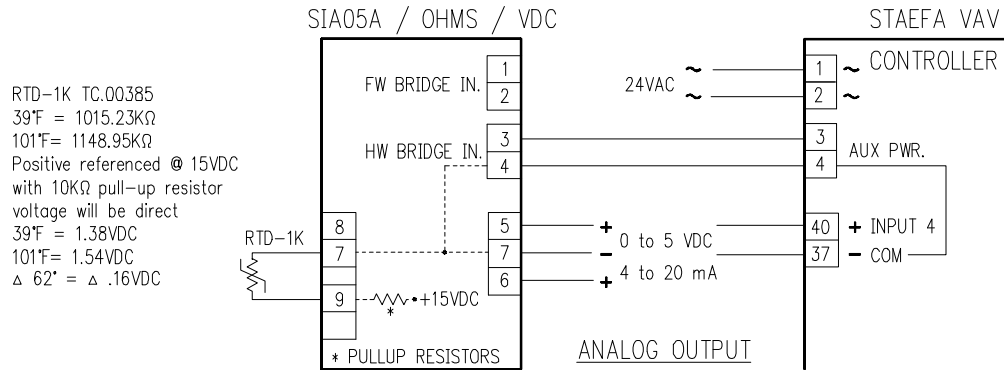 SIA05A / OHMS / VDC
STAEFA VAV
CONTROLLER
RTD-1K TC.00385
39°F = 1015.23KΩ
101°F= 1148.95KΩ
Positive referenced @ 15VDC
with 10KΩ pull-up resistor
voltage will be direct
39°F = 1.38VDC
101°F= 1.54VDC
Δ 62° = Δ .16VDC
FW BRIDGE IN.
1
2
HW BRIDGE IN.
3
4
RTD-1K
8
7
9
5
7
6
+15VDC
*
* PULLUP RESISTORS
24VAC
~
~
1 ~
2 ~
3
4
AUX PWR.
+
0 to 5 VDC
-
4 to 20 mA
+
40 + INPUT 4
37 - COM
ANALOG OUTPUT